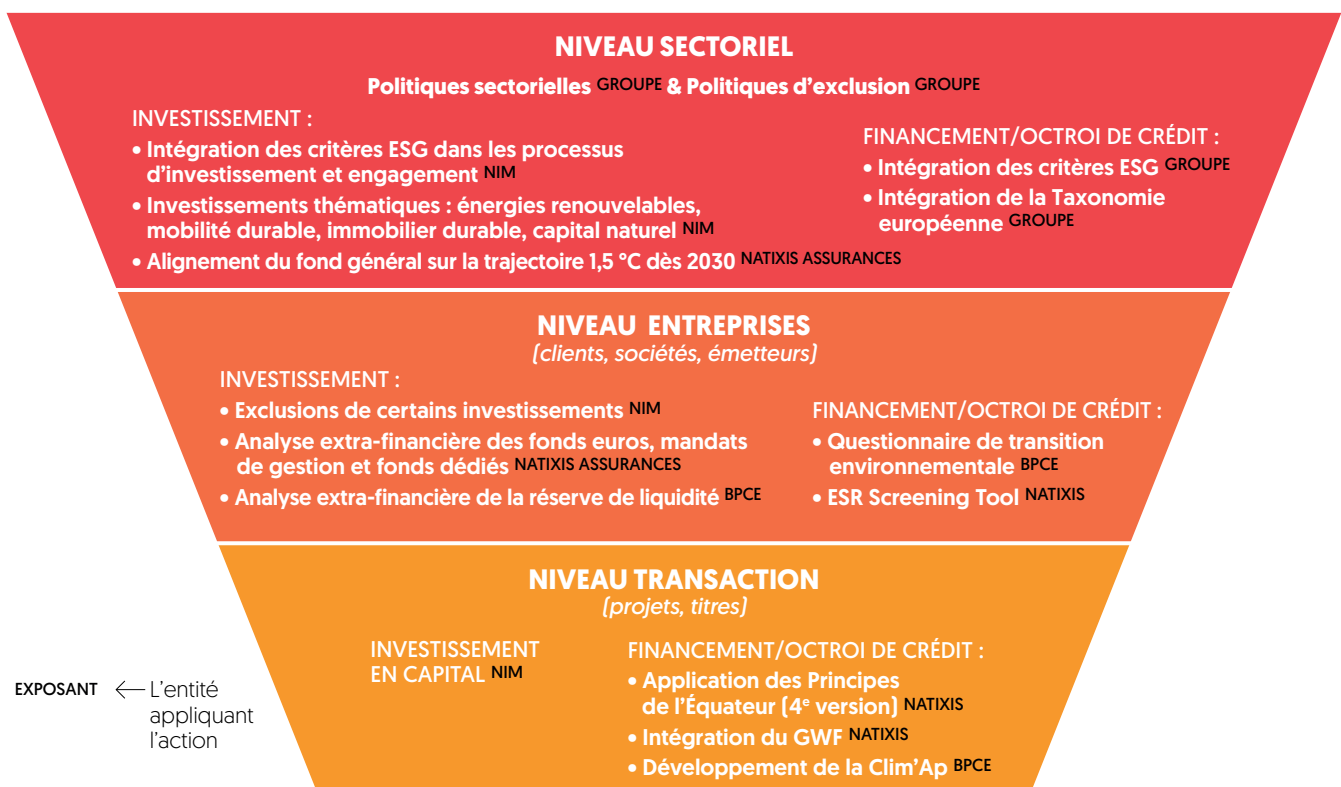 NIVEAU SECTORIEL
Politiques sectorielles GROUPE & Politiques d'exclusion GROUPE
INVESTISSEMENT :
• Intégration des critères ESG dans les processus
d'investissement et engagement NIM
• Investissements thématiques : énergies renouvelables,
mobilité durable, immobilier durable, capital naturel NIM
• Alignement du fond général sur la trajectoire 1,5 °C dès 2030 NATIXIS ASSURANCES
FINANCEMENT/OCTROI DE CRÉDIT :
• Intégration des critères ESG GROUPE
• Intégration de la Taxonomie
européenne GROUPE
NIVEAU ENTREPRISES
(clients, sociétés, émetteurs)
INVESTISSEMENT :
• Exclusions de certains investissements NIM
• Analyse extra-financière des fonds euros, mandats
de gestion et fonds dédiés NATIXIS ASSURANCES
• Analyse extra-financière de la réserve de liquidité BPCE
FINANCEMENT/OCTROI DE CRÉDIT :
• Questionnaire de transition
environnementale BPCE
• ESR Screening Tool NATIXIS
NIVEAU TRANSACTION
(projets, titres)
INVESTISSEMENT
EN CAPITAL NIM
FINANCEMENT/OCTROI DE CRÉDIT :
• Application des Principes
de l'Équateur (4e version) NATIXIS
• Intégration du GWF NATIXIS
• Développement de la Clim'Ap BPCE
EXPOSANT ← L'entité
appliquant
l'action